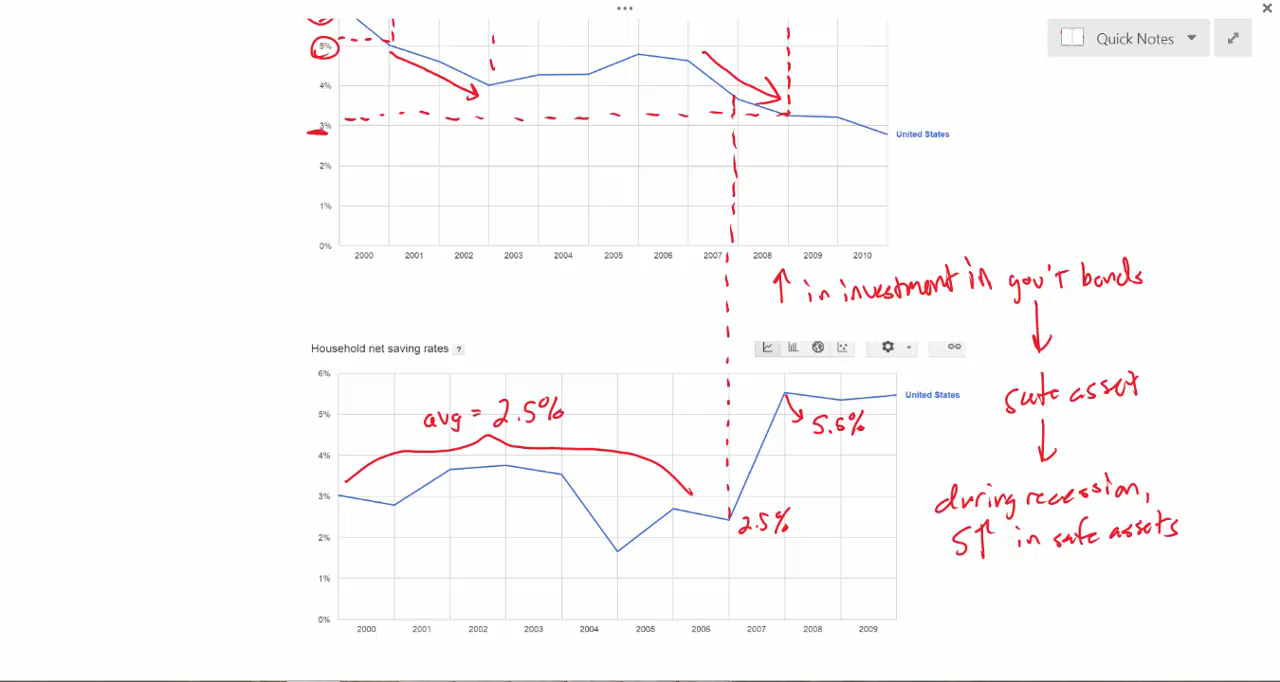 Quick Notes
5%
4%
3%
United States
2%
1%
0%
2000 2001 2002 2003 2004 2005 2006 2007 2008 2009 2010
↑ in investment in gov't bonds
Household net saving rates ?
safe asset
6%
United States
5%
avg = 2.5%
5.5%
4%
during recession,
3%
2.5%
S↑ in safe assets
2%
1%
0%
2000 2001 2002 2003 2004 2005 2006 2007 2008 2009